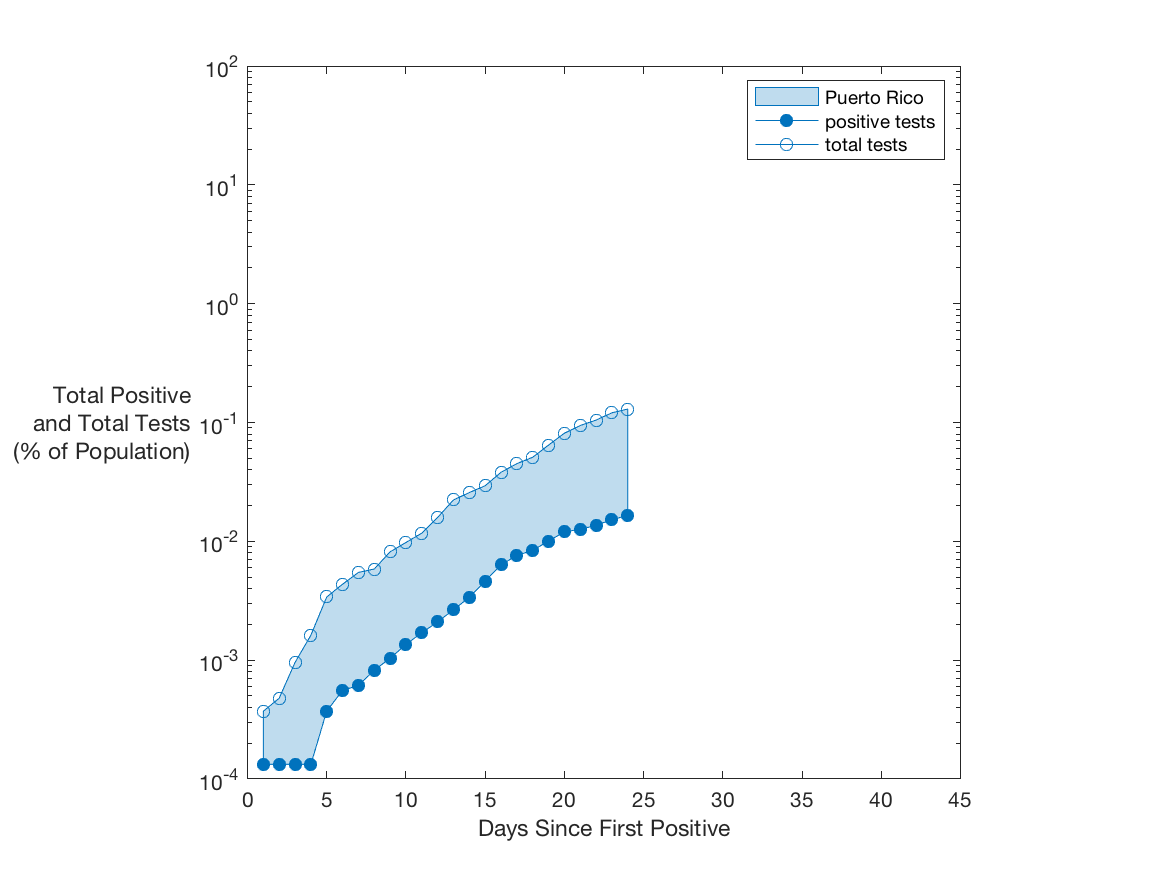 10^2
10^1
10^0
10^-1
10^-2
10^-3
10^-4
Total Positive
and Total Tests
(% of Population)
Puerto Rico
positive tests
total tests
0 5 10 15 20 25 30 35 40 45
Days Since First Positive